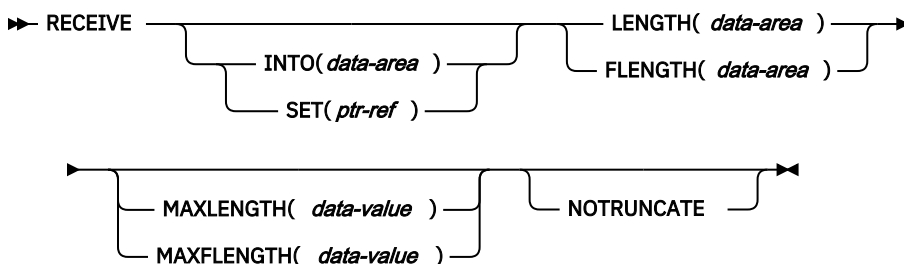 RECEIVE
INTO( data-area )
SET( ptr-ref )
LENGTH( data-area )
FLENGTH( data-area )
MAXLENGTH( data-value )
MAXFLENGTH( data-value )
NOTRUNCATE